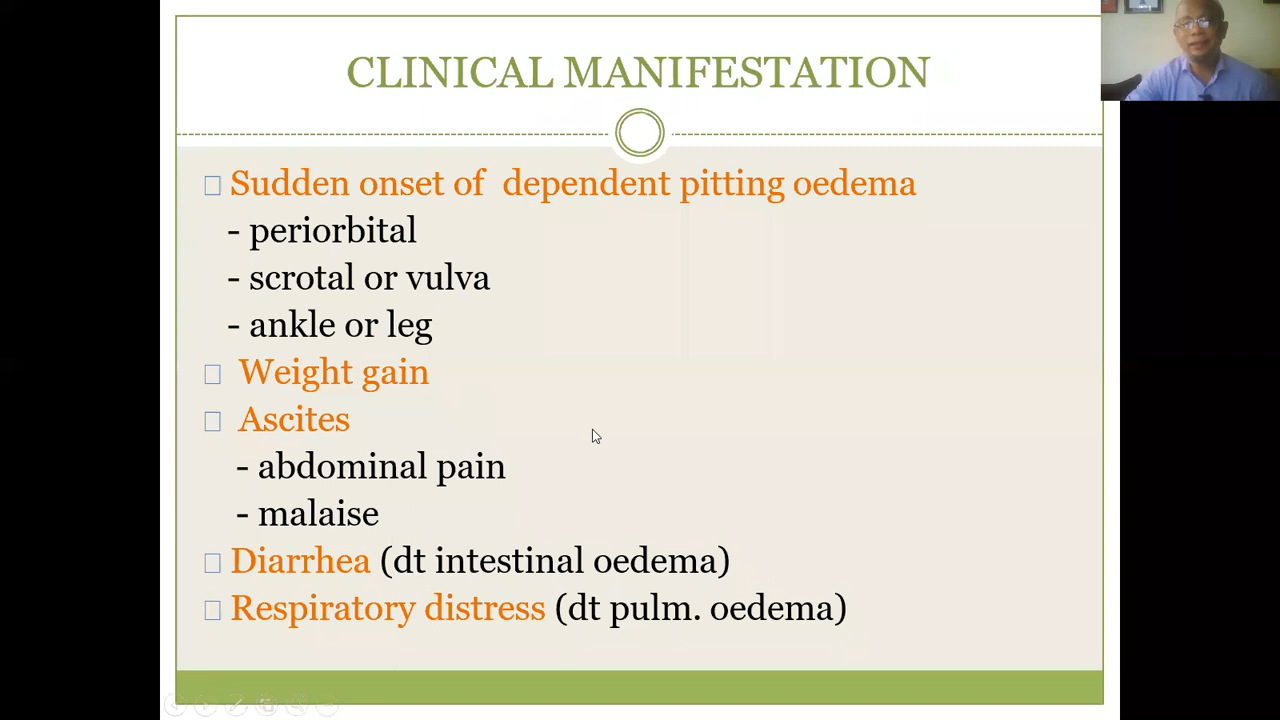 CLINICAL MANIFESTATION
Sudden onset of dependent pitting oedema
- periorbital
- scrotal or vulva
- ankle or leg
Weight gain
Ascites
- abdominal pain
- malaise
Diarrhea (dt intestinal oedema)
Respiratory distress (dt pulm. oedema)